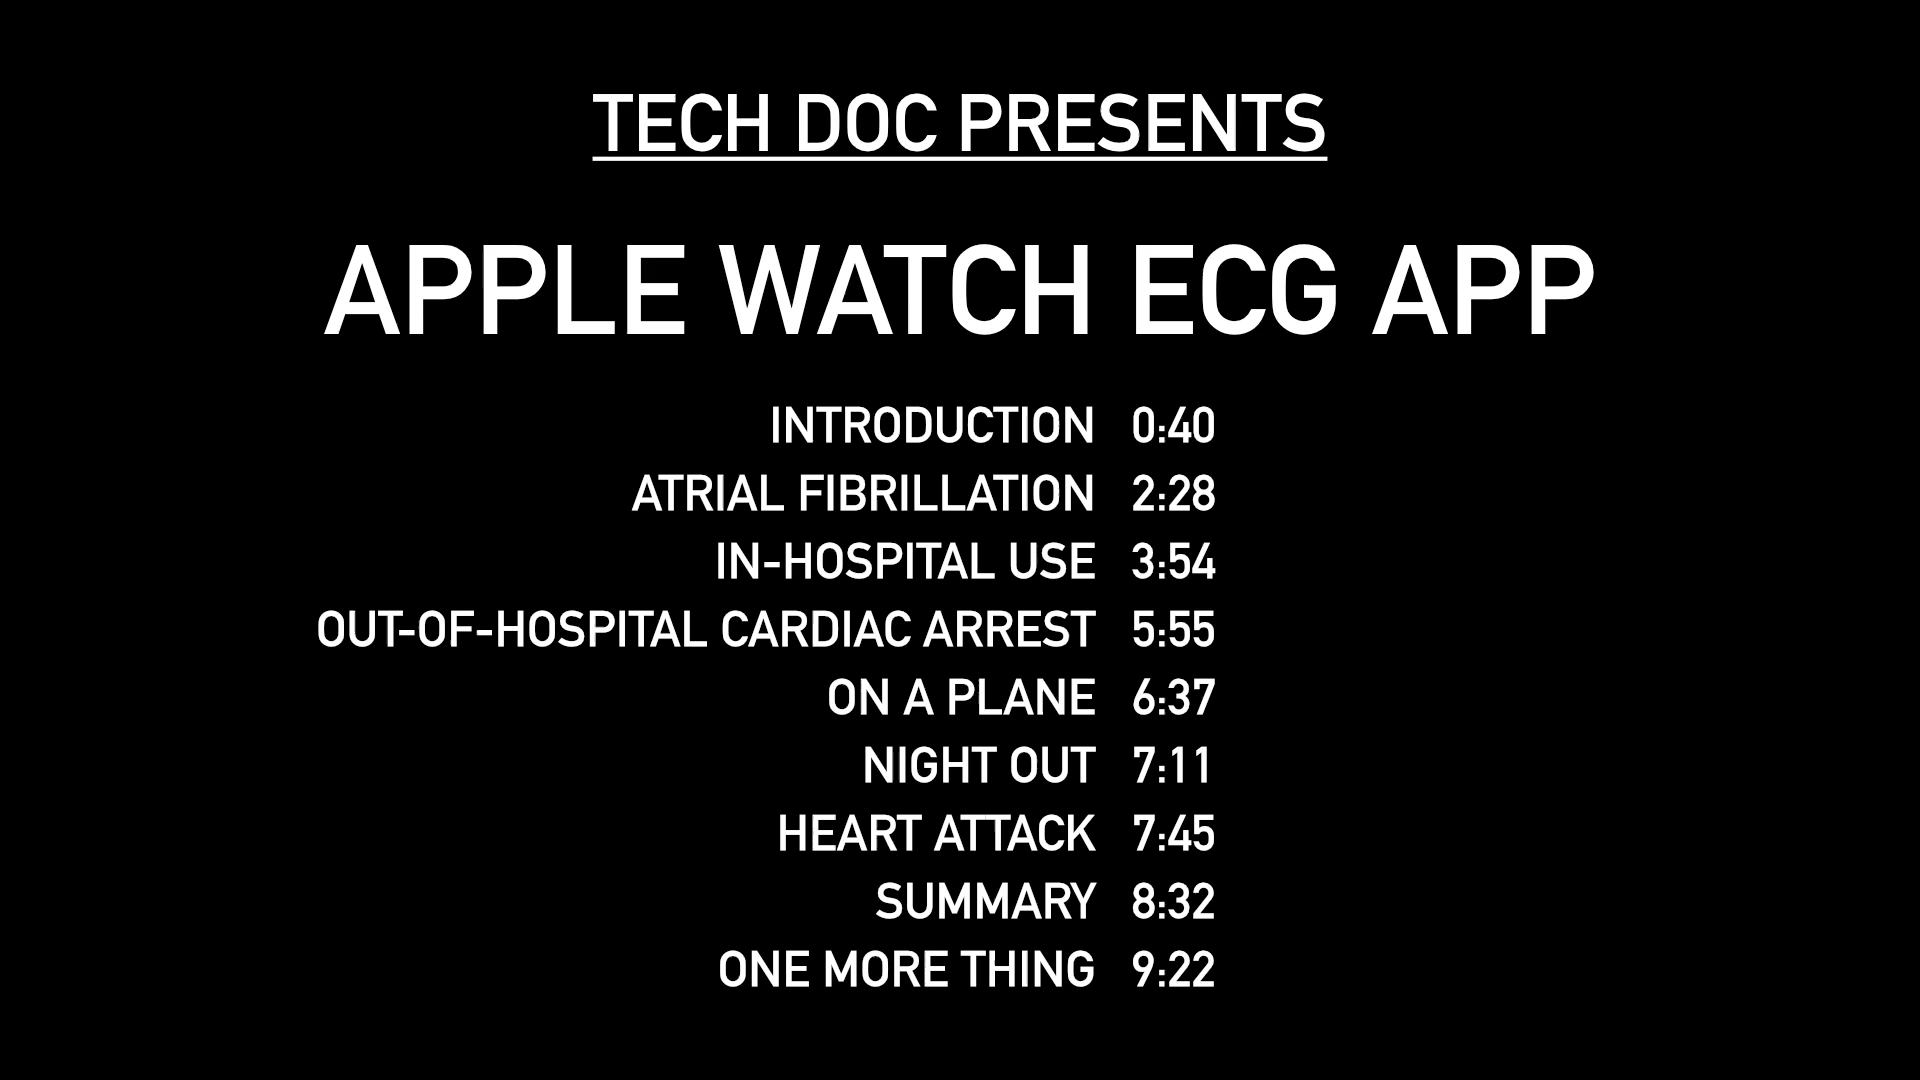 TECH DOC PRESENTS
APPLE WATCH ECG APP
INTRODUCTION 0:40
ATRIAL FIBRILLATION 2:28
IN-HOSPITAL USE 3:54
OUT-OF-HOSPITAL CARDIAC ARREST 5:55
ON A PLANE 6:37
NIGHT OUT 7:11
HEART ATTACK 7:45
SUMMARY 8:32
ONE MORE THING 9:22